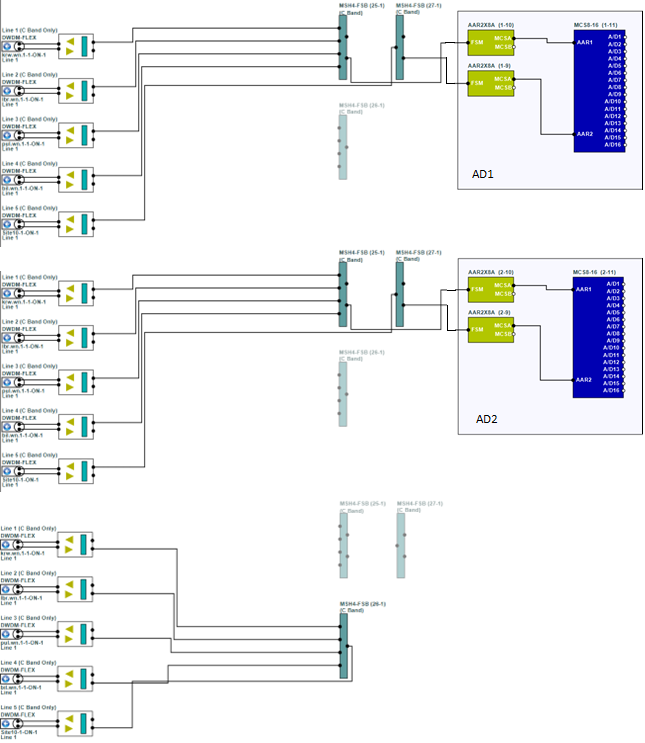 MSH4-FSB (25-1)
(C Band)
MSH4-FSB (27-1)
(C Band)
Line 1 (C Band Only)
DWDM-FLEX
krw.wn.1-1-ON-1
Line 1
Line 2 (C Band Only)
DWDM-FLEX
lbr.wn.1-1-ON-1
Line 1
Line 3 (C Band Only)
DWDM-FLEX
pul.wn.1-1-ON-1
Line 1
Line 4 (C Band Only)
DWDM-FLEX
bil.wn.1-1-ON-1
Line 1
Line 5 (C Band Only)
DWDM-FLEX
Site10-1-ON-1
Line 1
MSH4-FSB (26-1)
(C Band)
AAR2X8A (1-10)
FSM
MCSA
MCSB
AAR2X8A (1-9)
FSM
MCSA
MCSB
MCS8-16 (1-11)
AAR1
AAR2
A/D1
A/D2
A/D3
A/D4
A/D5
A/D6
A/D7
A/D8
A/D9
A/D10
A/D11
A/D12
A/D13
A/D14
A/D15
A/D16
AD1
MSH4-FSB (25-1)
(C Band)
MSH4-FSB (27-1)
(C Band)
Line 1 (C Band Only)
DWDM-FLEX
krw.wn.1-1-ON-1
Line 1
Line 2 (C Band Only)
DWDM-FLEX
lbr.wn.1-1-ON-1
Line 1
Line 3 (C Band Only)
DWDM-FLEX
pul.wn.1-1-ON-1
Line 1
Line 4 (C Band Only)
DWDM-FLEX
bil.wn.1-1-ON-1
Line 1
Line 5 (C Band Only)
DWDM-FLEX
Site10-1-ON-1
Line 1
MSH4-FSB (26-1)
(C Band)
AAR2X8A (2-10)
FSM
MCSA
MCSB
AAR2X8A (2-9)
FSM
MCSA
MCSB
MCS8-16 (2-11)
AAR1
AAR2
A/D1
A/D2
A/D3
A/D4
A/D5
A/D6
A/D7
A/D8
A/D9
A/D10
A/D11
A/D12
A/D13
A/D14
A/D15
A/D16
AD2
MSH4-FSB (25-1)
(C Band)
MSH4-FSB (27-1)
(C Band)
Line 1 (C Band Only)
DWDM-FLEX
krw.wn.1-1-ON-1
Line 1
Line 2 (C Band Only)
DWDM-FLEX
lbr.wn.1-1-ON-1
Line 1
Line 3 (C Band Only)
DWDM-FLEX
pul.wn.1-1-ON-1
Line 1
Line 4 (C Band Only)
DWDM-FLEX
bil.wn.1-1-ON-1
Line 1
Line 5 (C Band Only)
DWDM-FLEX
Site10-1-ON-1
Line 1
MSH4-FSB (26-1)
(C Band)